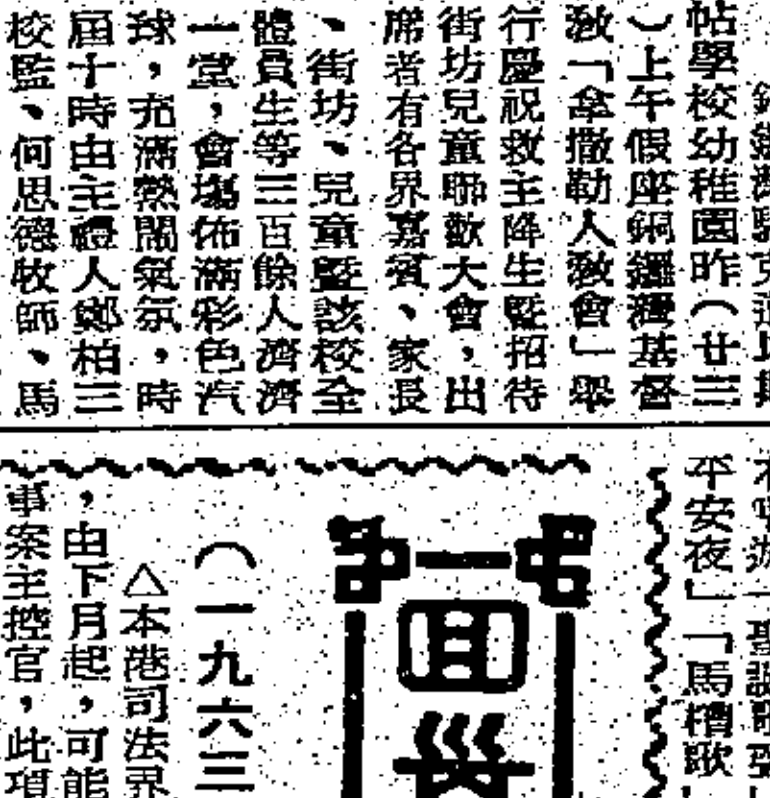 帖學校幼稚園昨（廿三
）上午假座銅鑼灣基督
教「拿撒勒人教會」舉
行慶祝救主降生暨招待
街坊兒童聯歡大會，出
席者有各界嘉賓、家長
、街坊、兒童暨該校全
體員生等三百餘人濟濟
一堂，會場佈滿彩色汽
球，充滿熱鬧氣氛，時
屆十時由主禮人鄭柏三
校監、何思德牧師、馬
平安夜」「馬槽歌
（一九六三
△本港司法界
，由下月起，可能
事案主控官，此項